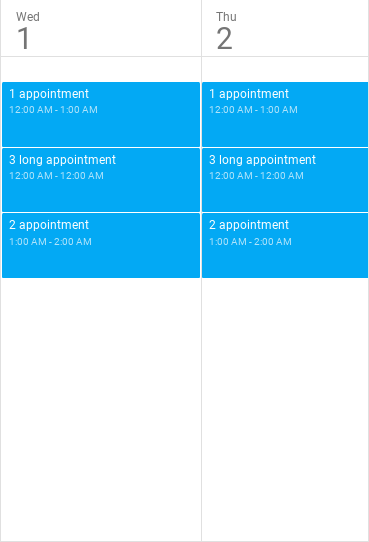 Wed
1
Thu
2
1 appointment
12:00 AM - 1:00 AM
3 long appointment
12:00 AM - 12:00 AM
2 appointment
1:00 AM - 2:00 AM
1 appointment
12:00 AM - 1:00 AM
3 long appointment
12:00 AM - 12:00 AM
2 appointment
1:00 AM - 2:00 AM